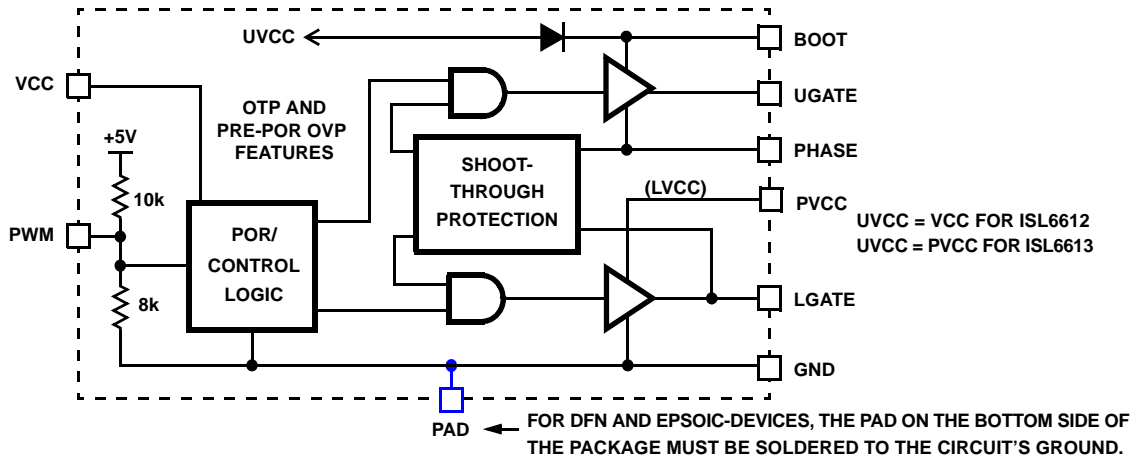 UVCC
BOOT
VCC
OTP AND
PRE-POR OVP
FEATURES
UGATE
+5V
10k
SHOOT-
THROUGH
PROTECTION
PHASE
(LVCC)
PVCC
UVCC = VCC FOR ISL6612
UVCC = PVCC FOR ISL6613
PWM
POR/
CONTROL
LOGIC
8k
LGATE
GND
PAD
FOR DFN AND EPSOIC-DEVICES, THE PAD ON THE BOTTOM SIDE OF
THE PACKAGE MUST BE SOLDERED TO THE CIRCUIT'S GROUND.